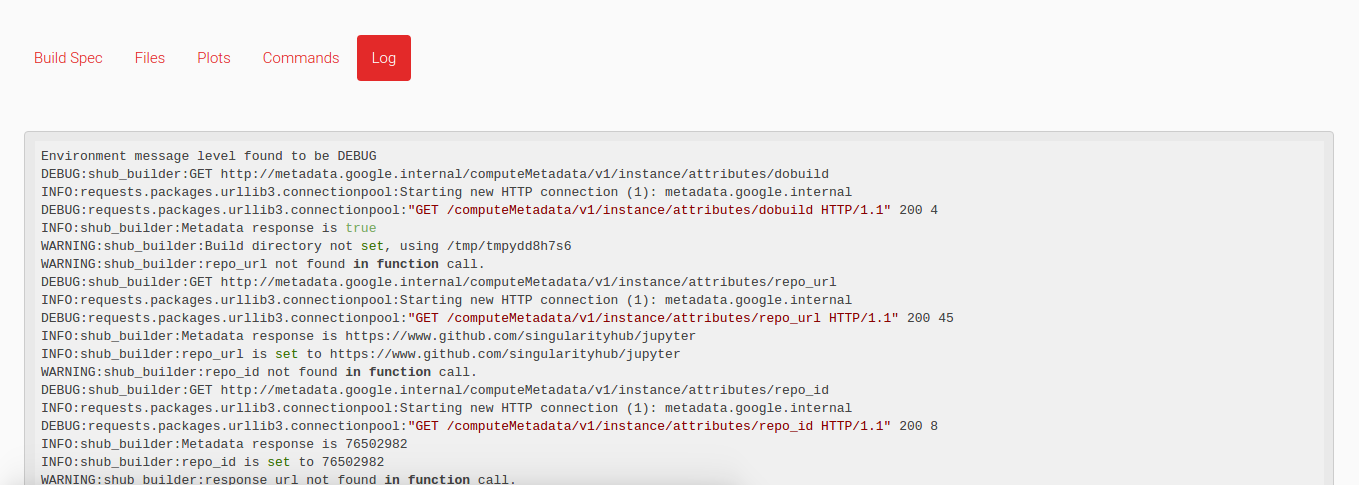 Build Spec Files Plots Commands Log
Environment message level found to be DEBUG
DEBUG:shub_builder:GET http://metadata.google.internal/computeMetadata/v1/instance/attributes/dobuild
INFO:requests.packages.urllib3.connectionpool:Starting new HTTP connection (1): metadata.google.internal
DEBUG:requests.packages.urllib3.connectionpool:"GET /computeMetadata/v1/instance/attributes/dobuild HTTP/1.1" 200 4
INFO:shub_builder:Metadata response is true
WARNING:shub_builder:Build directory not set, using /tmp/tmpydd8h7s6
WARNING:shub_builder:repo_url not found in function call.
DEBUG:shub_builder:GET http://metadata.google.internal/computeMetadata/v1/instance/attributes/repo_url
INFO:requests.packages.urllib3.connectionpool:Starting new HTTP connection (1): metadata.google.internal
DEBUG:requests.packages.urllib3.connectionpool:"GET /computeMetadata/v1/instance/attributes/repo_url HTTP/1.1" 200 45
INFO:shub_builder:Metadata response is https://www.github.com/singularityhub/jupyter
INFO:shub_builder:repo_url is set to https://www.github.com/singularityhub/jupyter
WARNING:shub_builder:repo_id not found in function call.
DEBUG:shub_builder:GET http://metadata.google.internal/computeMetadata/v1/instance/attributes/repo_id
INFO:requests.packages.urllib3.connectionpool:Starting new HTTP connection (1): metadata.google.internal
DEBUG:requests.packages.urllib3.connectionpool:"GET /computeMetadata/v1/instance/attributes/repo_id HTTP/1.1" 200 8
INFO:shub_builder:Metadata response is 76502982
INFO:shub_builder:repo_id is set to 76502982
WARNING:shub_builder:response_url not found in function call.